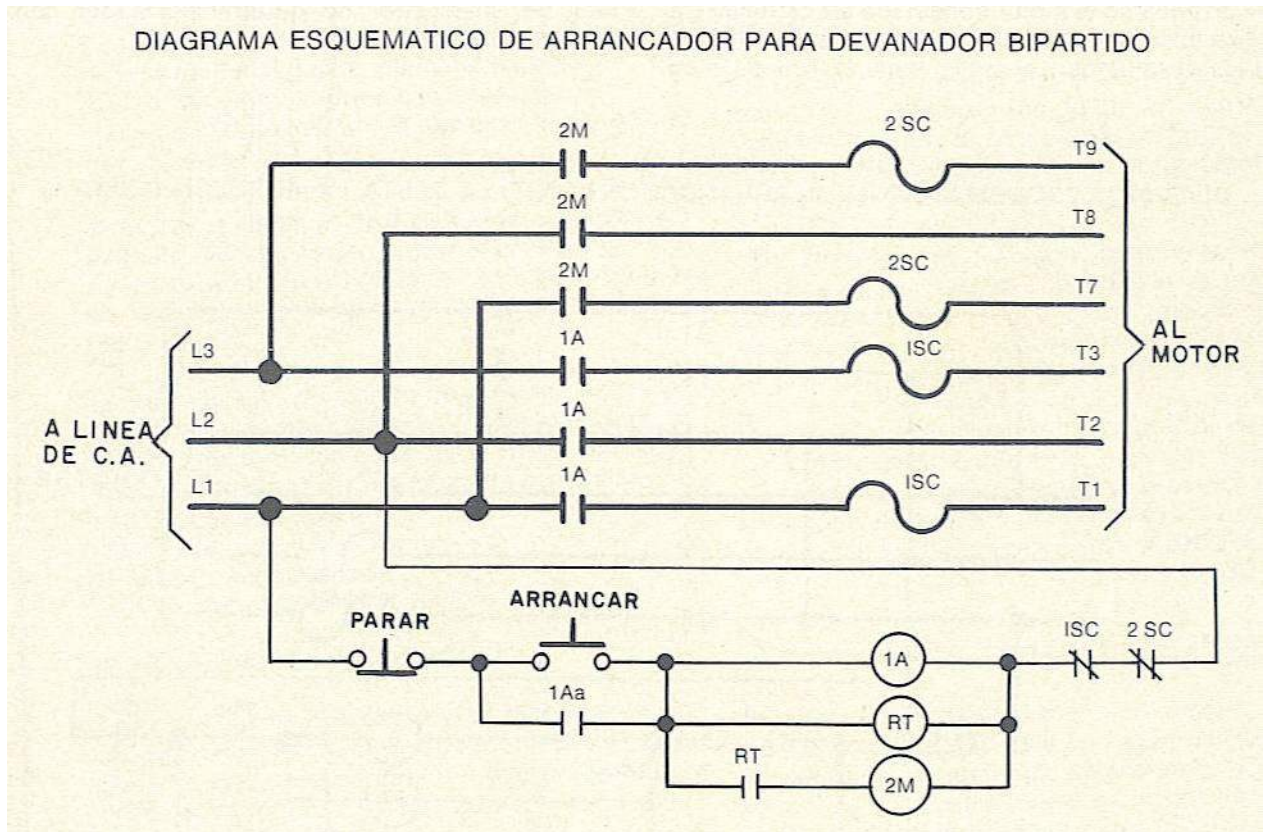 DIAGRAMA ESQUEMATICO DE ARRANCADOR PARA DEVANADOR BIPARTIDO
2M
2 SC
T9
2M
T8
2M
2SC
T7
L3
1A
ISC
T3
AL
MOTOR
A LINEA
DE C.A.
L2
1A
T2
L1
1A
ISC
T1
PARAR
ARRANCAR
1A
ISC
2 SC
1Aa
RT
RT
2M